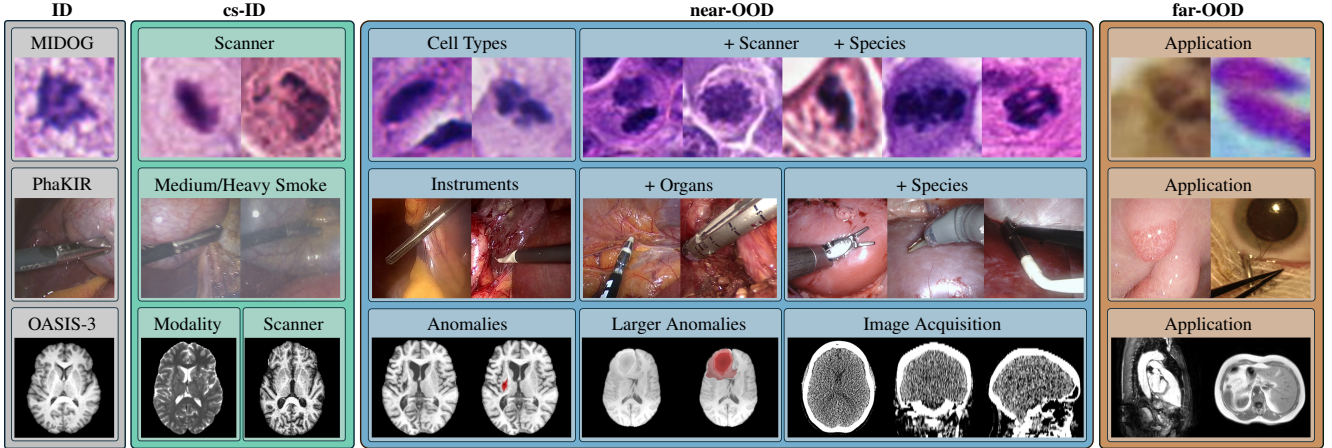 ID
cs-ID
near-OOD
far-OOD
MIDOG
Scanner
Cell Types
+ Scanner + Species
Application
PhaKIR
Medium/Heavy Smoke
Instruments
+ Organs
+ Species
Application
OASIS-3
Modality
Scanner
Anomalies
Larger Anomalies
Image Acquisition
Application